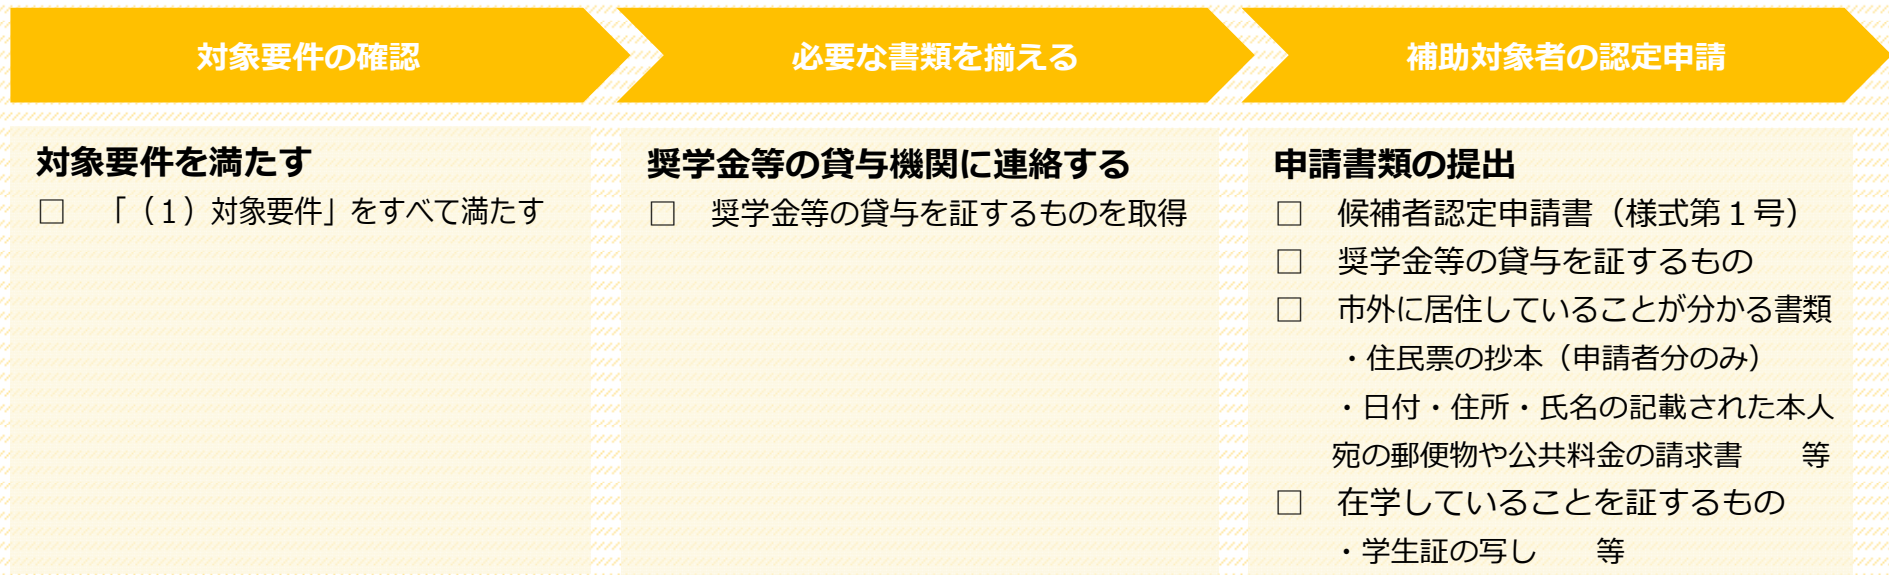 対象要件の確認
必要な書類を揃える
補助対象者の認定申請
対象要件を満たす
□ 「（１）対象要件」をすべて満たす
奨学金等の貸与機関に連絡する
□ 奨学金等の貸与を証するものを取得
申請書類の提出
□ 候補者認定申請書（様式第１号）
□ 奨学金等の貸与を証するもの
□ 市外に居住していることが分かる書類
・住民票の抄本（申請者分のみ）
・日付・住所・氏名の記載された本人
宛の郵便物や公共料金の請求書　　等
□ 在学していることを証するもの
・学生証の写し　　等